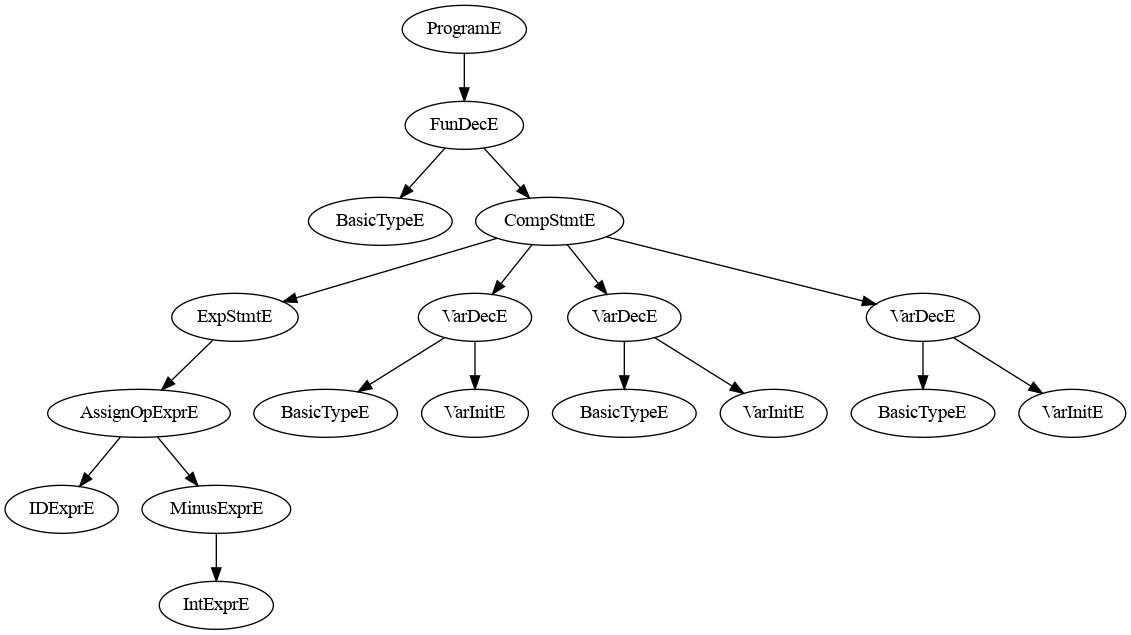 ProgramE
FunDecE
BasicTypeE
CompStmtE
ExpStmtE
VarDecE
VarDecE
VarDecE
AssignOpExprE
BasicTypeE
VarInitE
BasicTypeE
VarInitE
BasicTypeE
VarInitE
IDExprE
MinusExprE
IntExprE